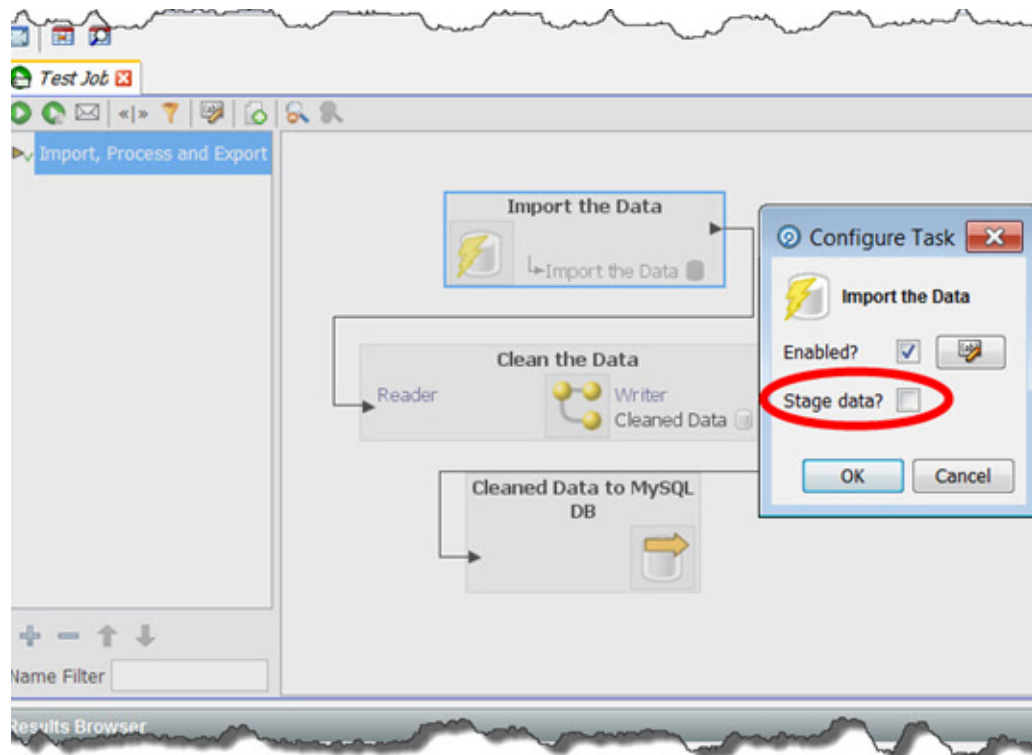 Test Job
Import, Process and Export
Import the Data
Import the Data
Clean the Data
Reader
Writer
Cleaned Data
Cleaned Data to MySQL
DB
Configure Task
Import the Data
Enabled?
Stage data?
OK
Cancel
Name Filter
Results Browser